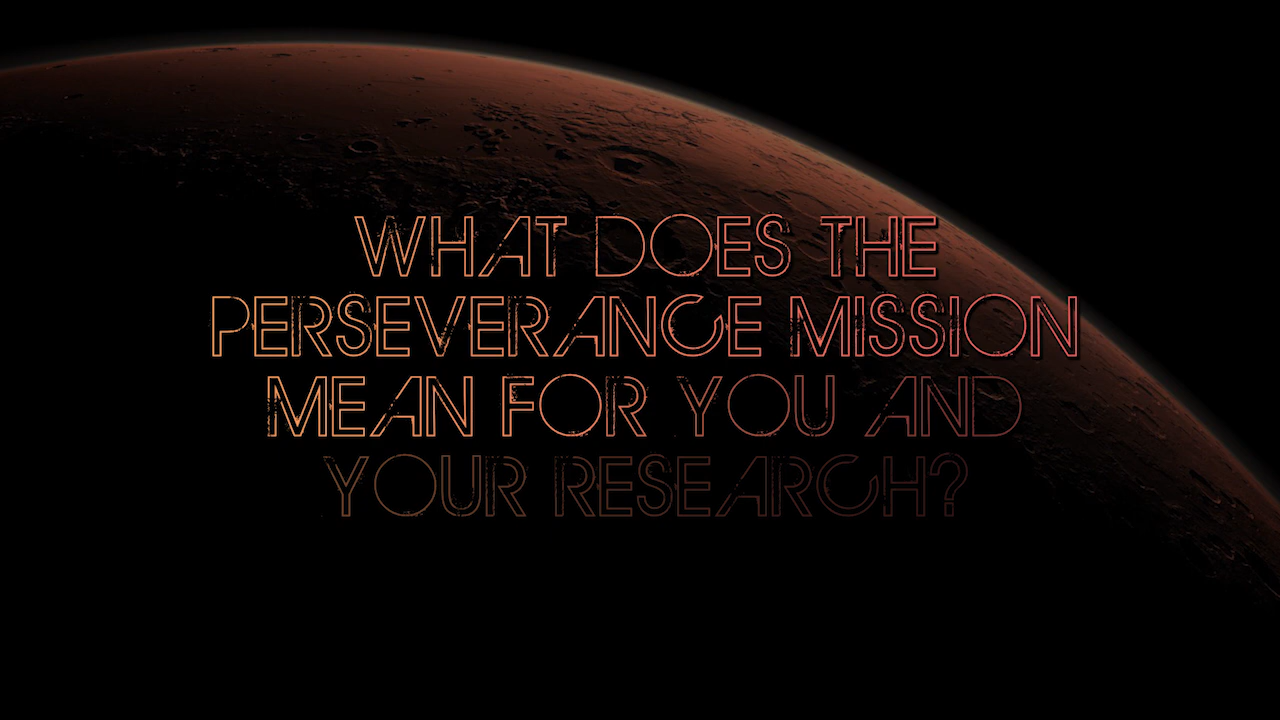 WHAT DOES THE
PERSEVERANCE MISSION
MEAN FOR YOU AND
YOUR RESEARCH?